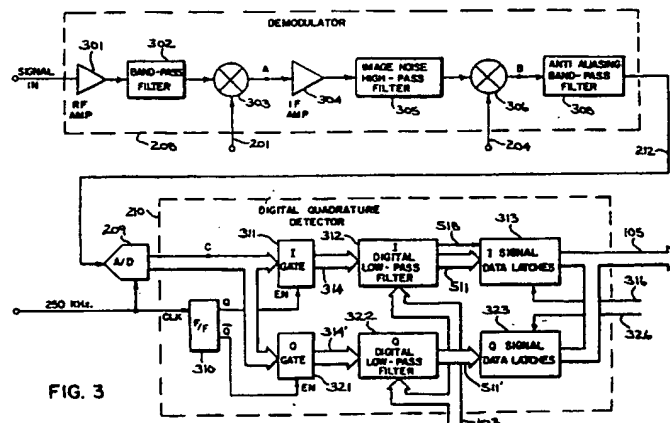 DEMODULATOR
301
302
SIGNAL IN
RF AMP
BAND-PASS FILTER
303
A
304
IF AMP
IMAGE NOISE HIGH-PASS FILTER
305
306
B
ANTI ALIASING BAND-PASS FILTER
308
208
201
204
212
210
DIGITAL QUADRATURE DETECTOR
209
A/D
C
311
I GATE
314
312
I DIGITAL LOW-PASS FILTER
518
511
313
I SIGNAL DATA LATCHES
105
316
326
250 KHz.
CLK
F/F
310
Q
Q̅
EN
Q GATE
314'
321
EN
322
Q DIGITAL LOW-PASS FILTER
511'
323
Q SIGNAL DATA LATCHES
103
FIG. 3